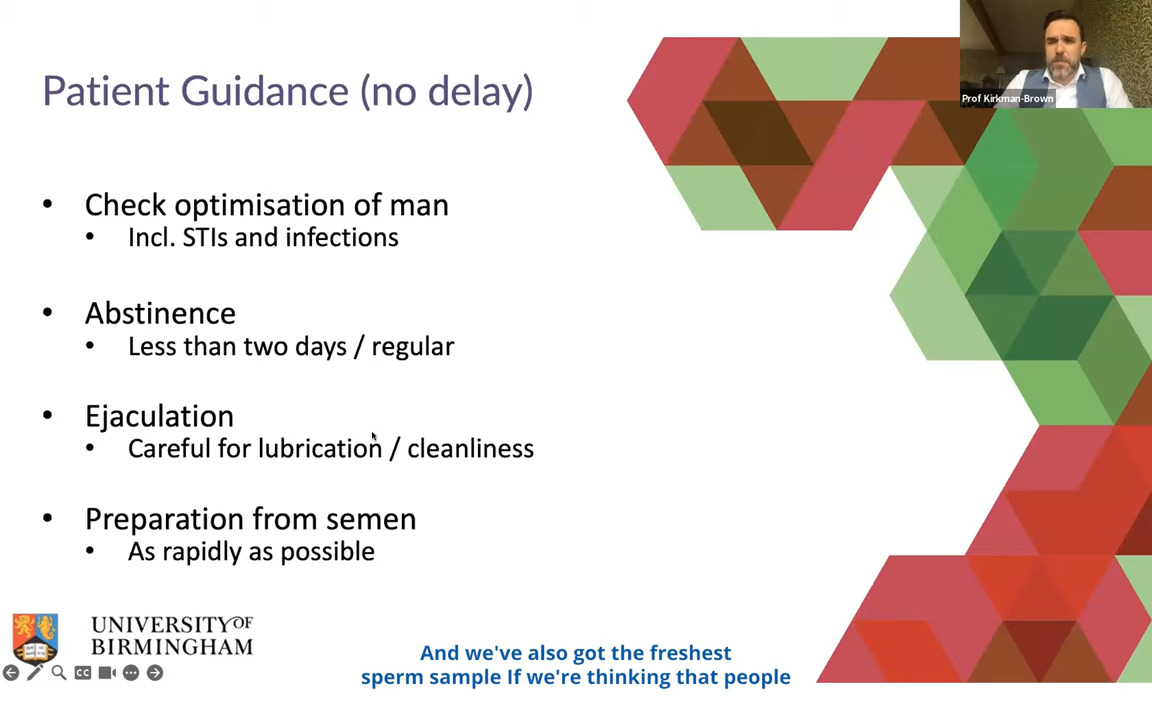 Prof Kirkman-Brown
Patient Guidance (no delay)
• Check optimisation of man
• Incl. STIs and infections
• Abstinence
• Less than two days / regular
• Ejaculation
• Careful for lubrication / cleanliness
• Preparation from semen
• As rapidly as possible
UNIVERSITYOF
BIRMINGHAM
CC
And we've also got the freshest
sperm sample If we're thinking that people